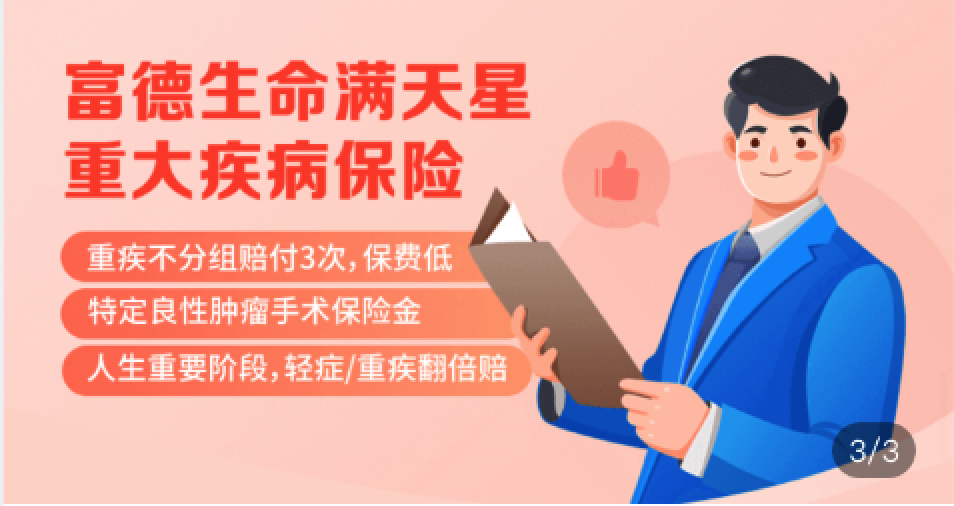 富德生命满天星
重大疾病保险
重疾不分组赔付3次,保费低
特定良性肿瘤手术保险金
人生重要阶段,轻症/重疾翻倍赔
3/3